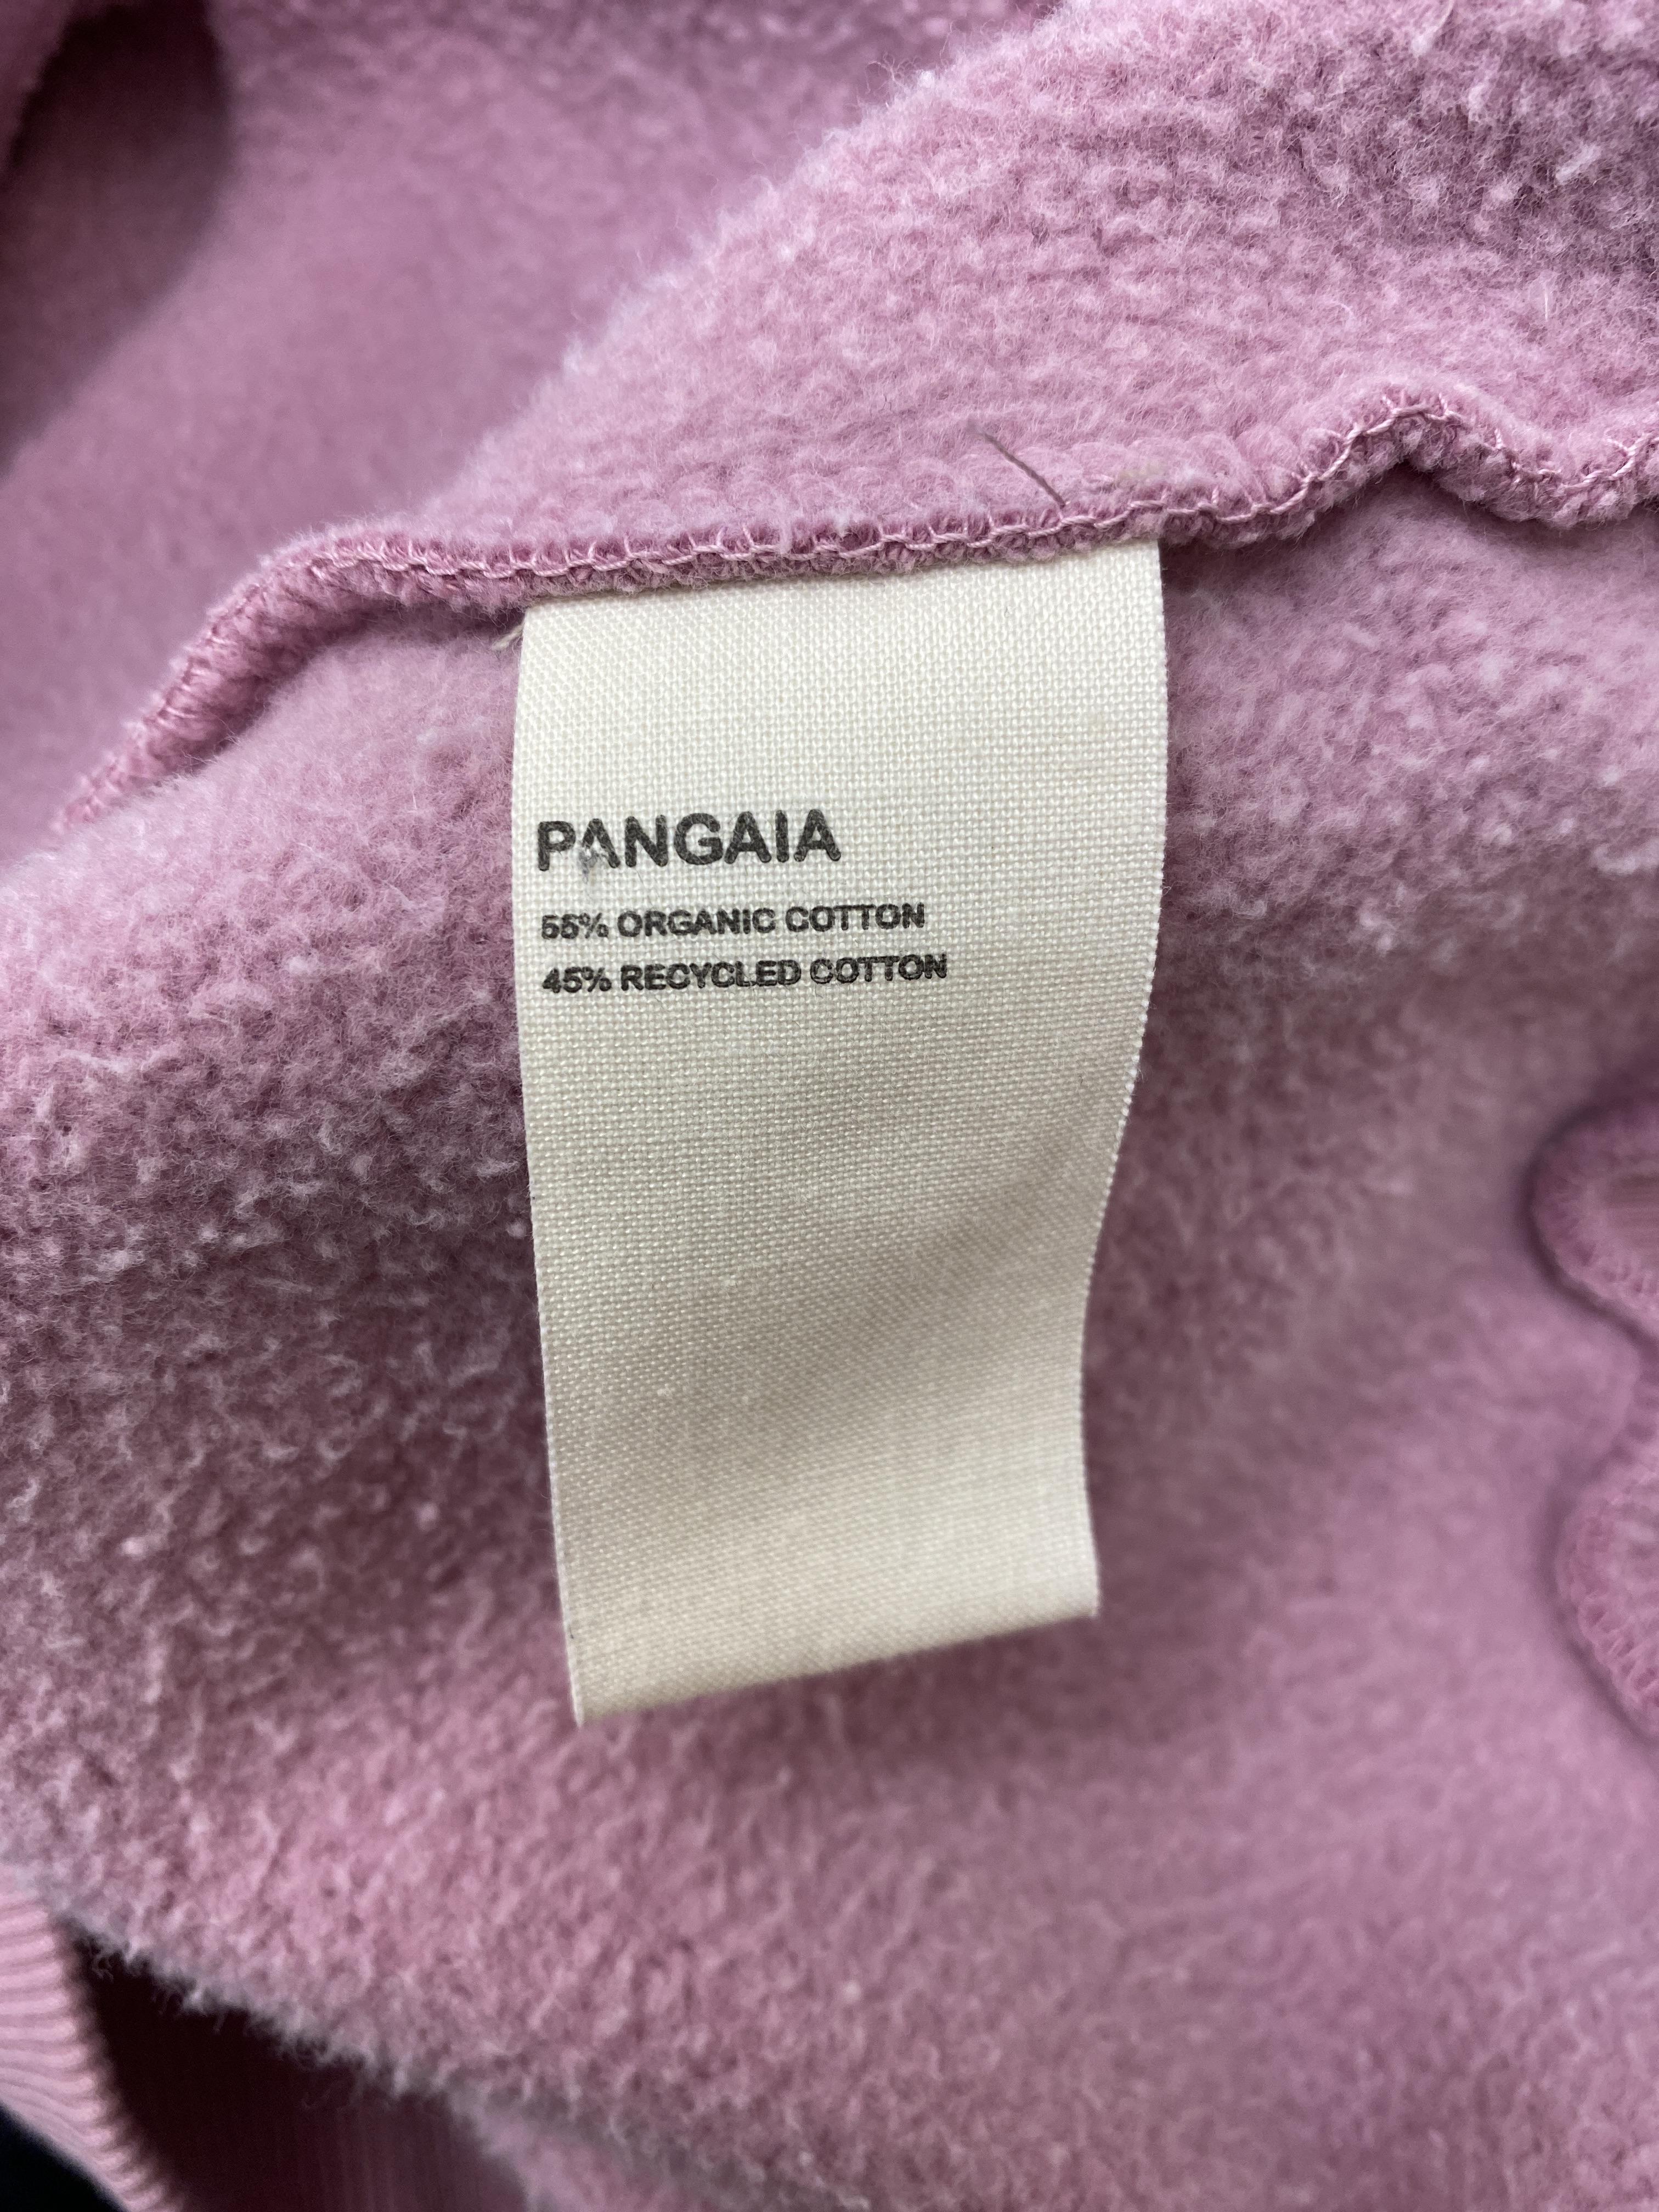 PANGAIA
55% ORGANIC COTTON
45% RECYCLED COTTON